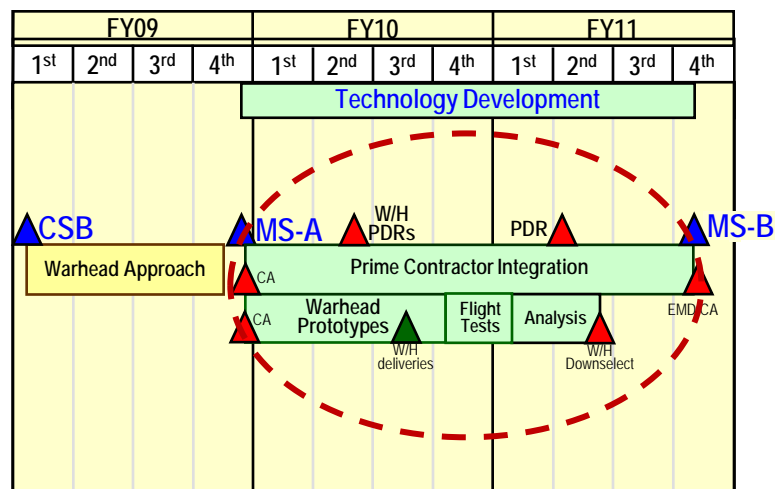 FY09 FY10 FY11
1st 2nd 3rd 4th 1st 2nd 3rd 4th 1st 2nd 3rd 4th
Technology Development
CSB
MS-A
W/H
PDRs
PDR
MS-B
Warhead Approach
CA
Prime Contractor Integration
EMD CA
CA
Warhead
Prototypes
W/H
deliveries
Flight
Tests
Analysis
W/H
Downselect